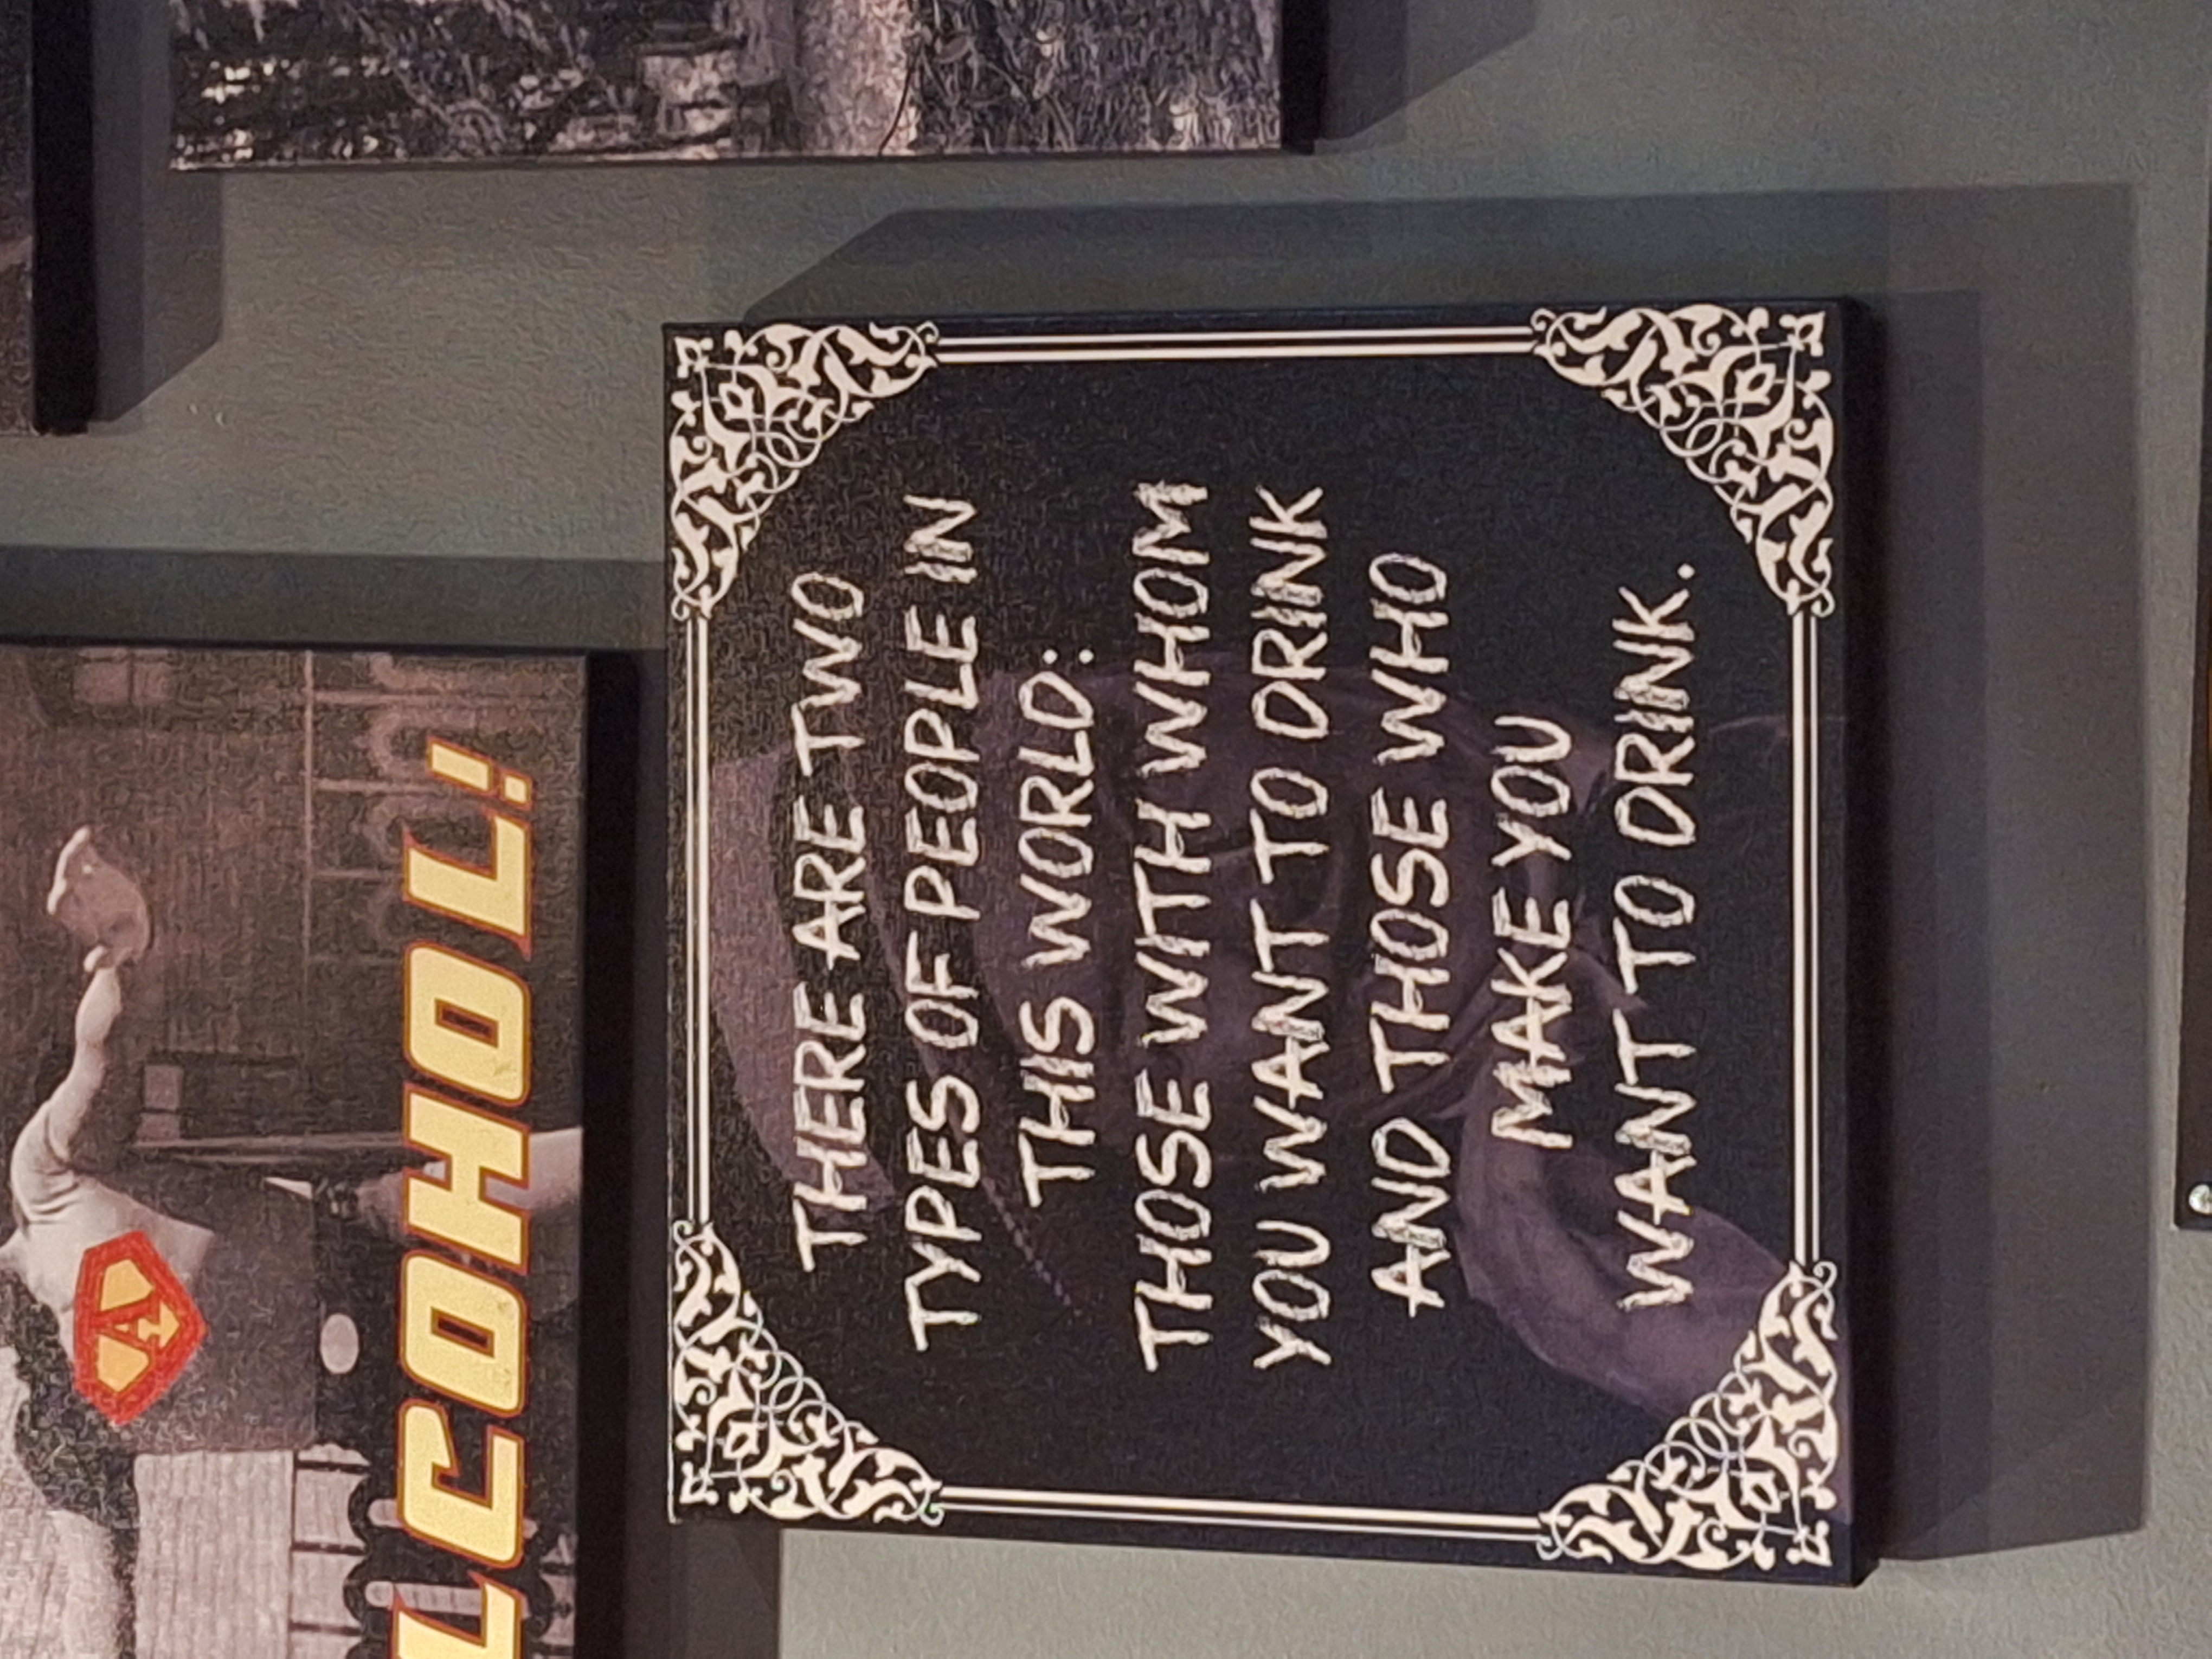 THERE ARE TWO
TYPES OF PEOPLE IN
THIS WORLD:
THOSE WITH WHOM
YOU WANT TO DRINK
AND THOSE WHO
MAKE YOU
WANT TO DRINK.
A
LCOHOL!